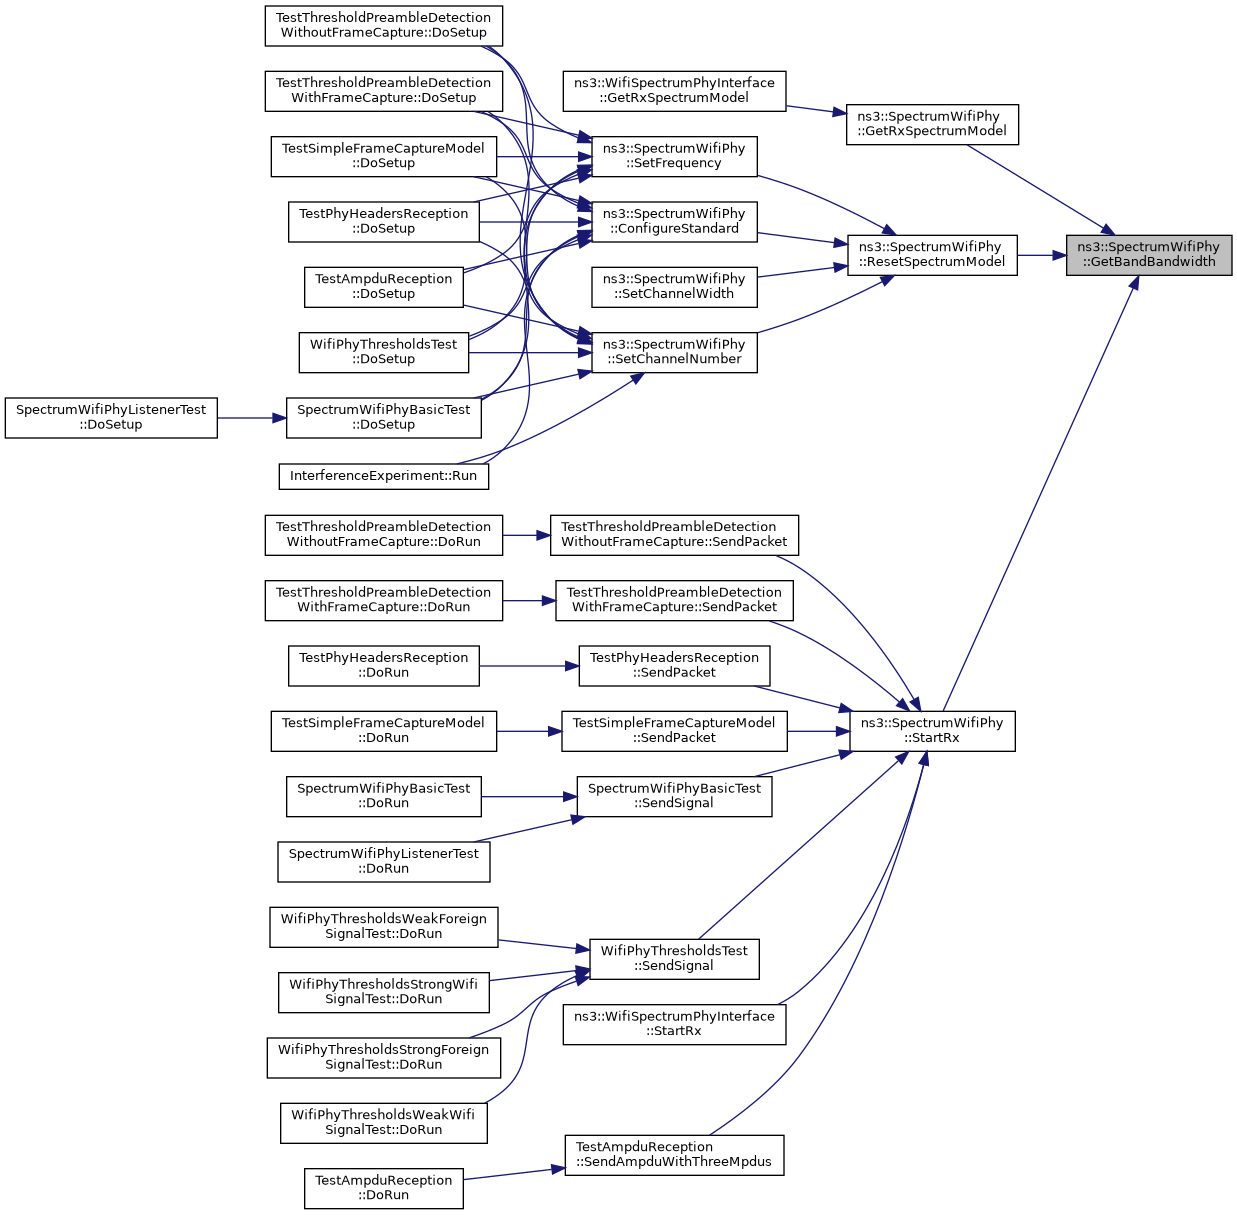 TestThresholdPreambleDetection
WithoutFrameCapture::DoSetup
TestThresholdPreambleDetection
WithFrameCapture::DoSetup
ns3::WifiSpectrumPhyInterface
::GetRxSpectrumModel
ns3::SpectrumWifiPhy
::GetRxSpectrumModel
TestSimpleFrameCaptureModel
::DoSetup
ns3::SpectrumWifiPhy
::SetFrequency
TestPhyHeadersReception
::DoSetup
ns3::SpectrumWifiPhy
::ConfigureStandard
ns3::SpectrumWifiPhy
::ResetSpectrumModel
ns3::SpectrumWifiPhy
::GetBandBandwidth
TestAmpduReception
::DoSetup
ns3::SpectrumWifiPhy
::SetChannelWidth
WifiPhyThresholdsTest
::DoSetup
ns3::SpectrumWifiPhy
::SetChannelNumber
SpectrumWifiPhyListenerTest
::DoSetup
SpectrumWifiPhyBasicTest
::DoSetup
InterferenceExperiment::Run
TestThresholdPreambleDetection
WithoutFrameCapture::DoRun
TestThresholdPreambleDetection
WithoutFrameCapture::SendPacket
TestThresholdPreambleDetection
WithFrameCapture::DoRun
TestThresholdPreambleDetection
WithFrameCapture::SendPacket
TestPhyHeadersReception
::DoRun
TestPhyHeadersReception
::SendPacket
TestSimpleFrameCaptureModel
::DoRun
TestSimpleFrameCaptureModel
::SendPacket
ns3::SpectrumWifiPhy
::StartRx
SpectrumWifiPhyBasicTest
::DoRun
SpectrumWifiPhyBasicTest
::SendSignal
SpectrumWifiPhyListenerTest
::DoRun
WifiPhyThresholdsWeakForeign
SignalTest::DoRun
WifiPhyThresholdsTest
::SendSignal
WifiPhyThresholdsStrongWifi
SignalTest::DoRun
ns3::WifiSpectrumPhyInterface
::StartRx
WifiPhyThresholdsStrongForeign
SignalTest::DoRun
WifiPhyThresholdsWeakWifi
SignalTest::DoRun
TestAmpduReception
::SendAmpduWithThreeMpdus
TestAmpduReception
::DoRun